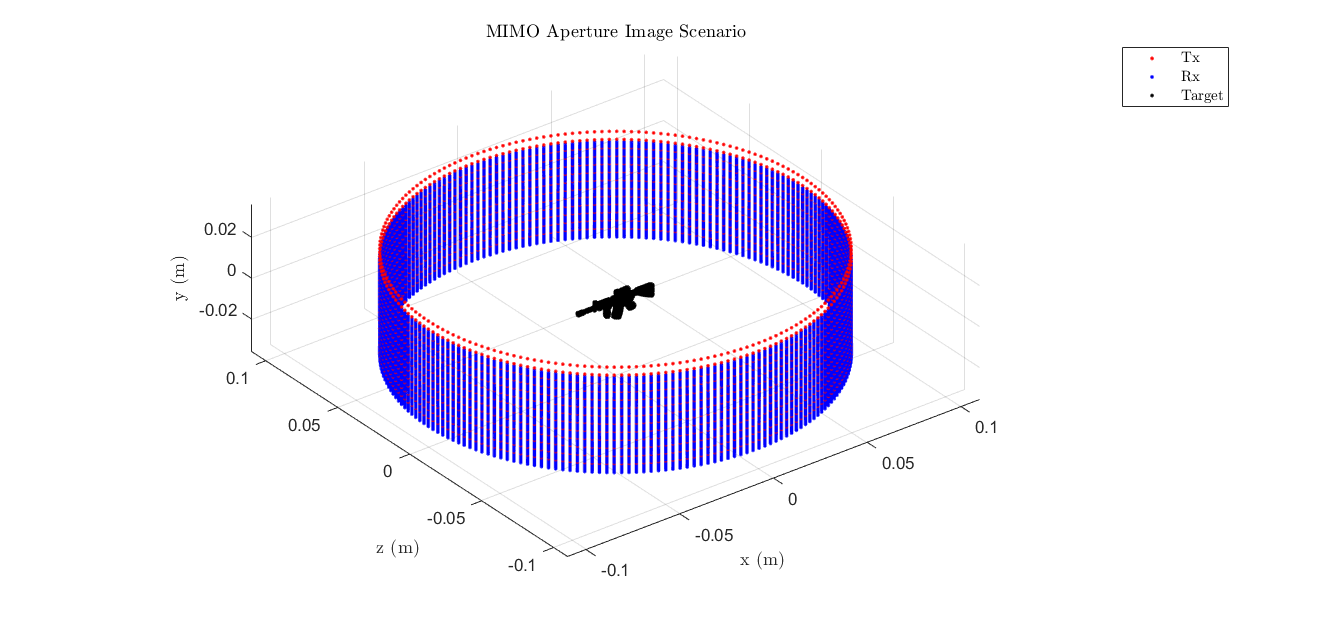 MIMO Aperture Image Scenario
Tx
Rx
Target
0.02
0
-0.02
y (m)
0.1
0.05
0
-0.05
-0.1
z (m)
0.1
0.05
0
-0.05
-0.1
x (m)